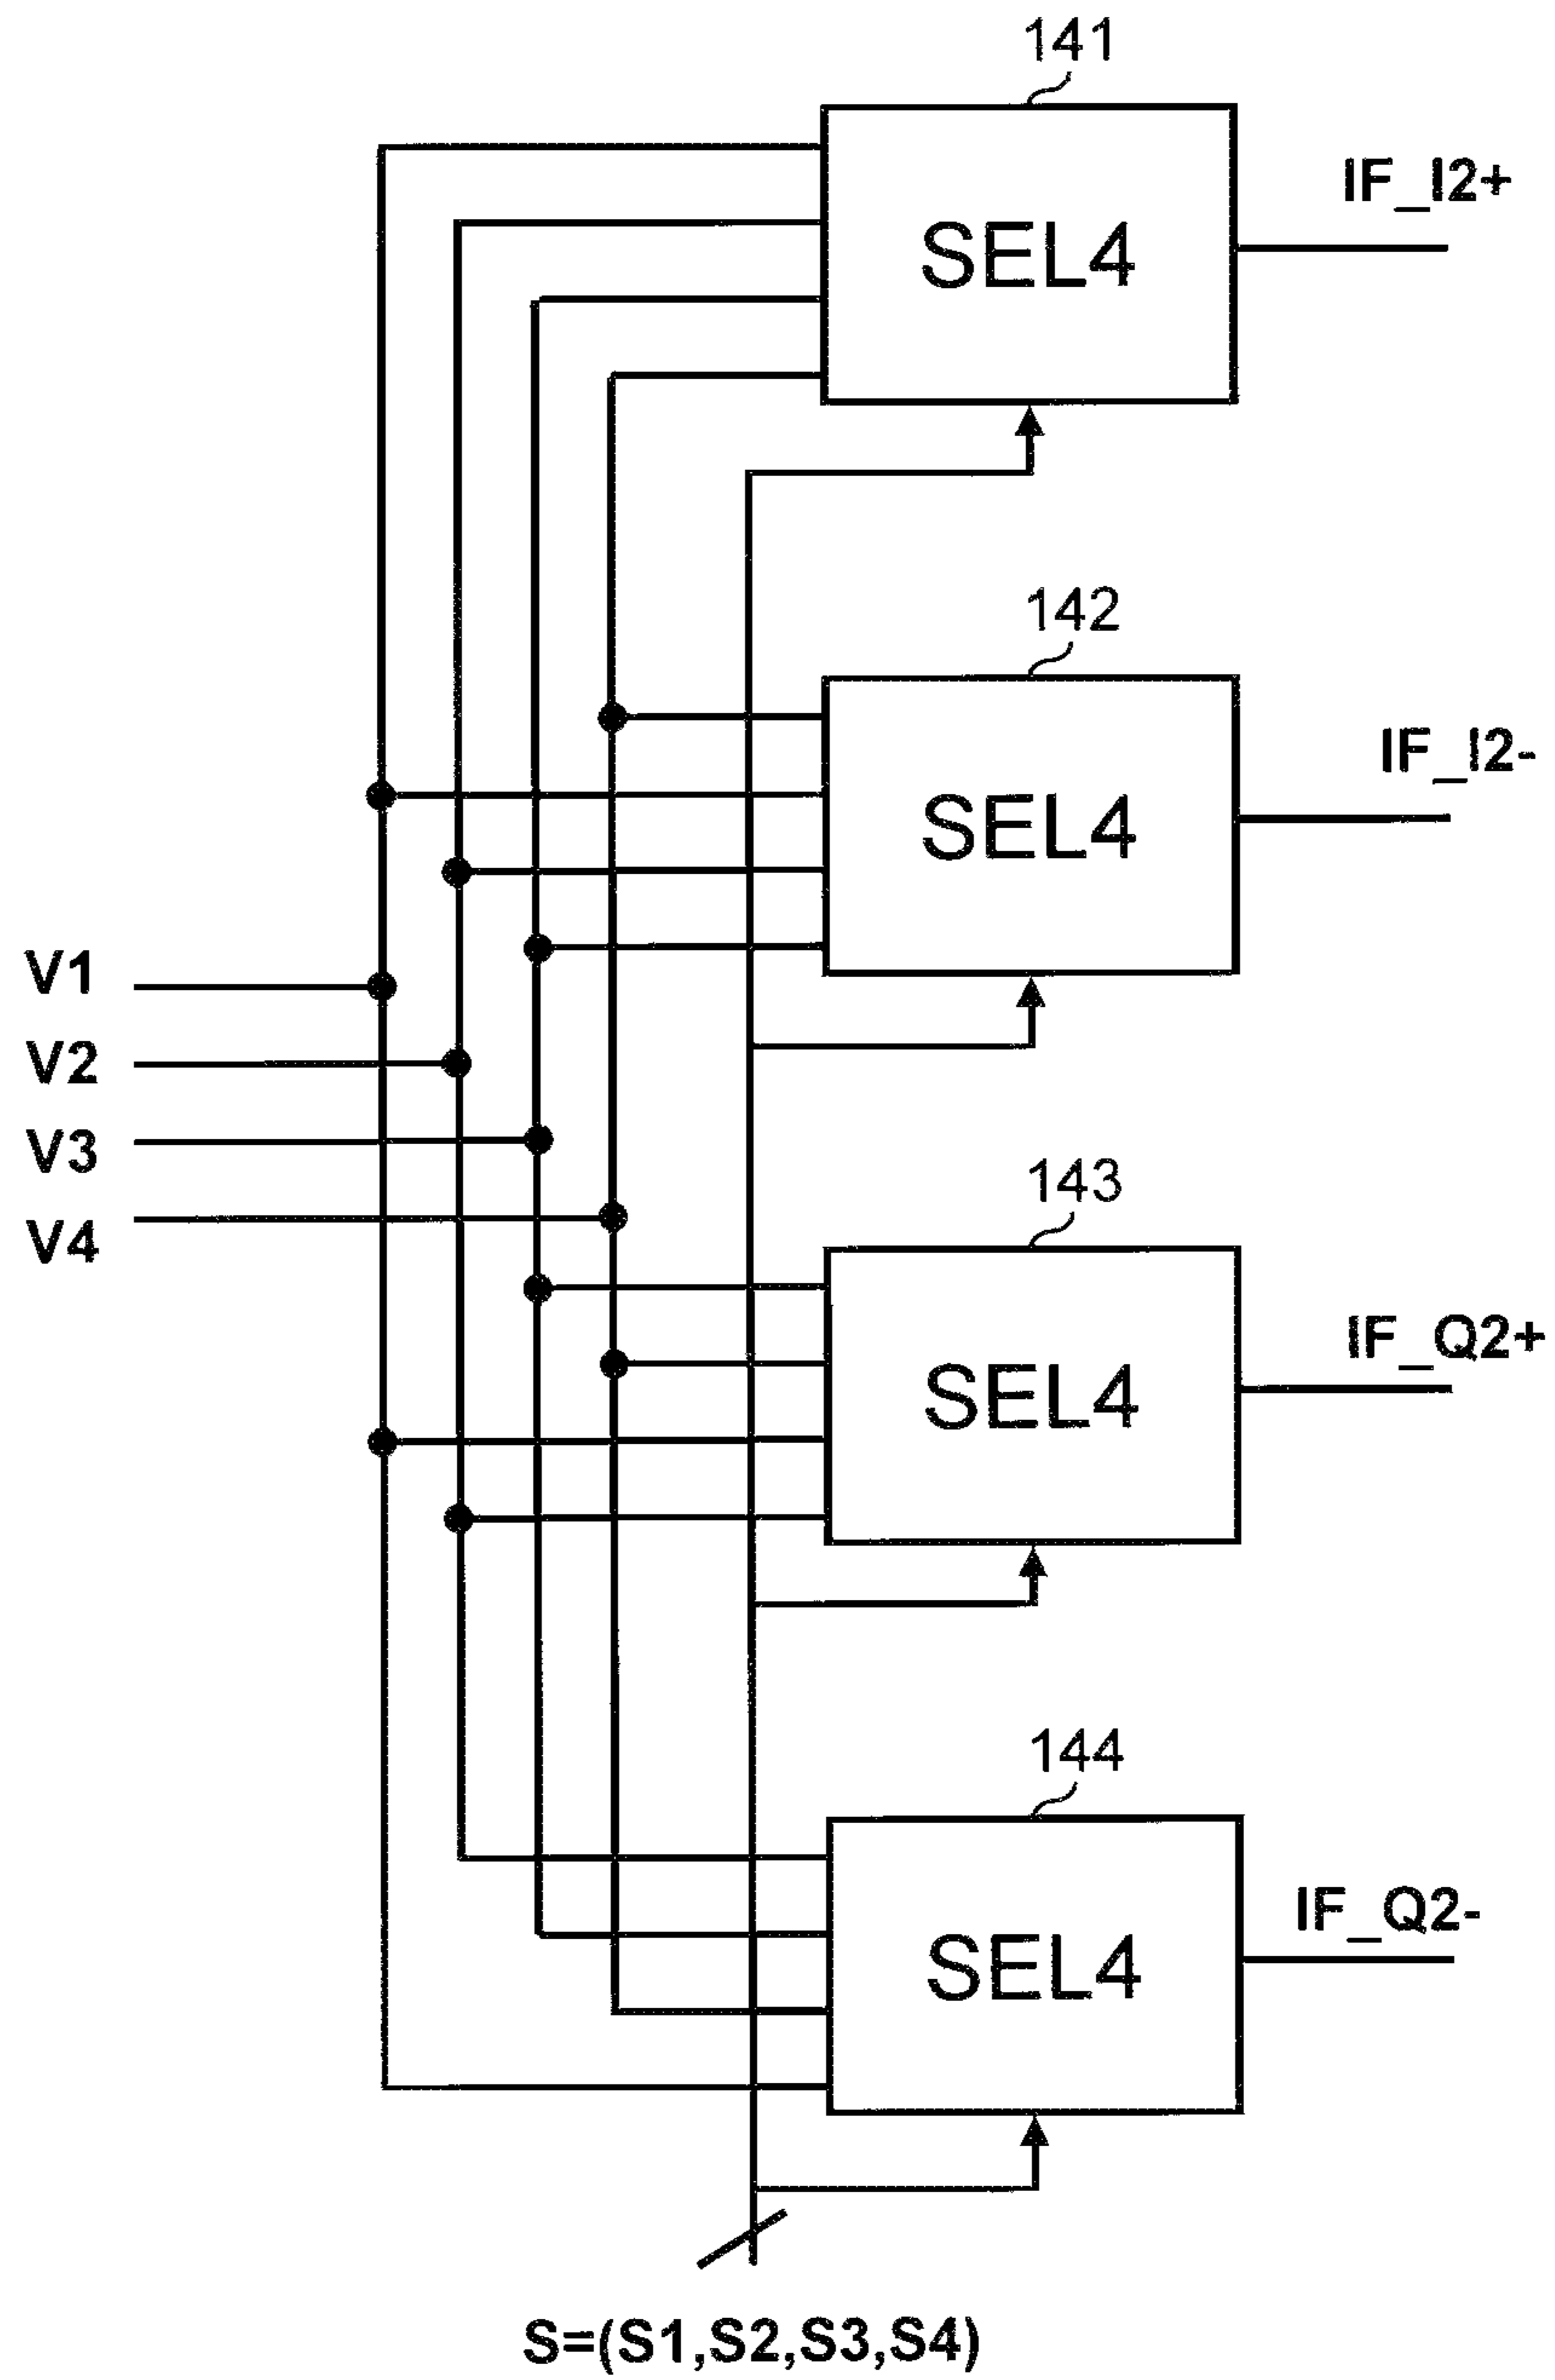 141
SEL4
IF_I2+
142
SEL4
IF_I2-
V1
V2
V3
V4
143
SEL4
IF_Q2+
144
SEL4
IF_Q2-
S=(S1,S2,S3,S4)